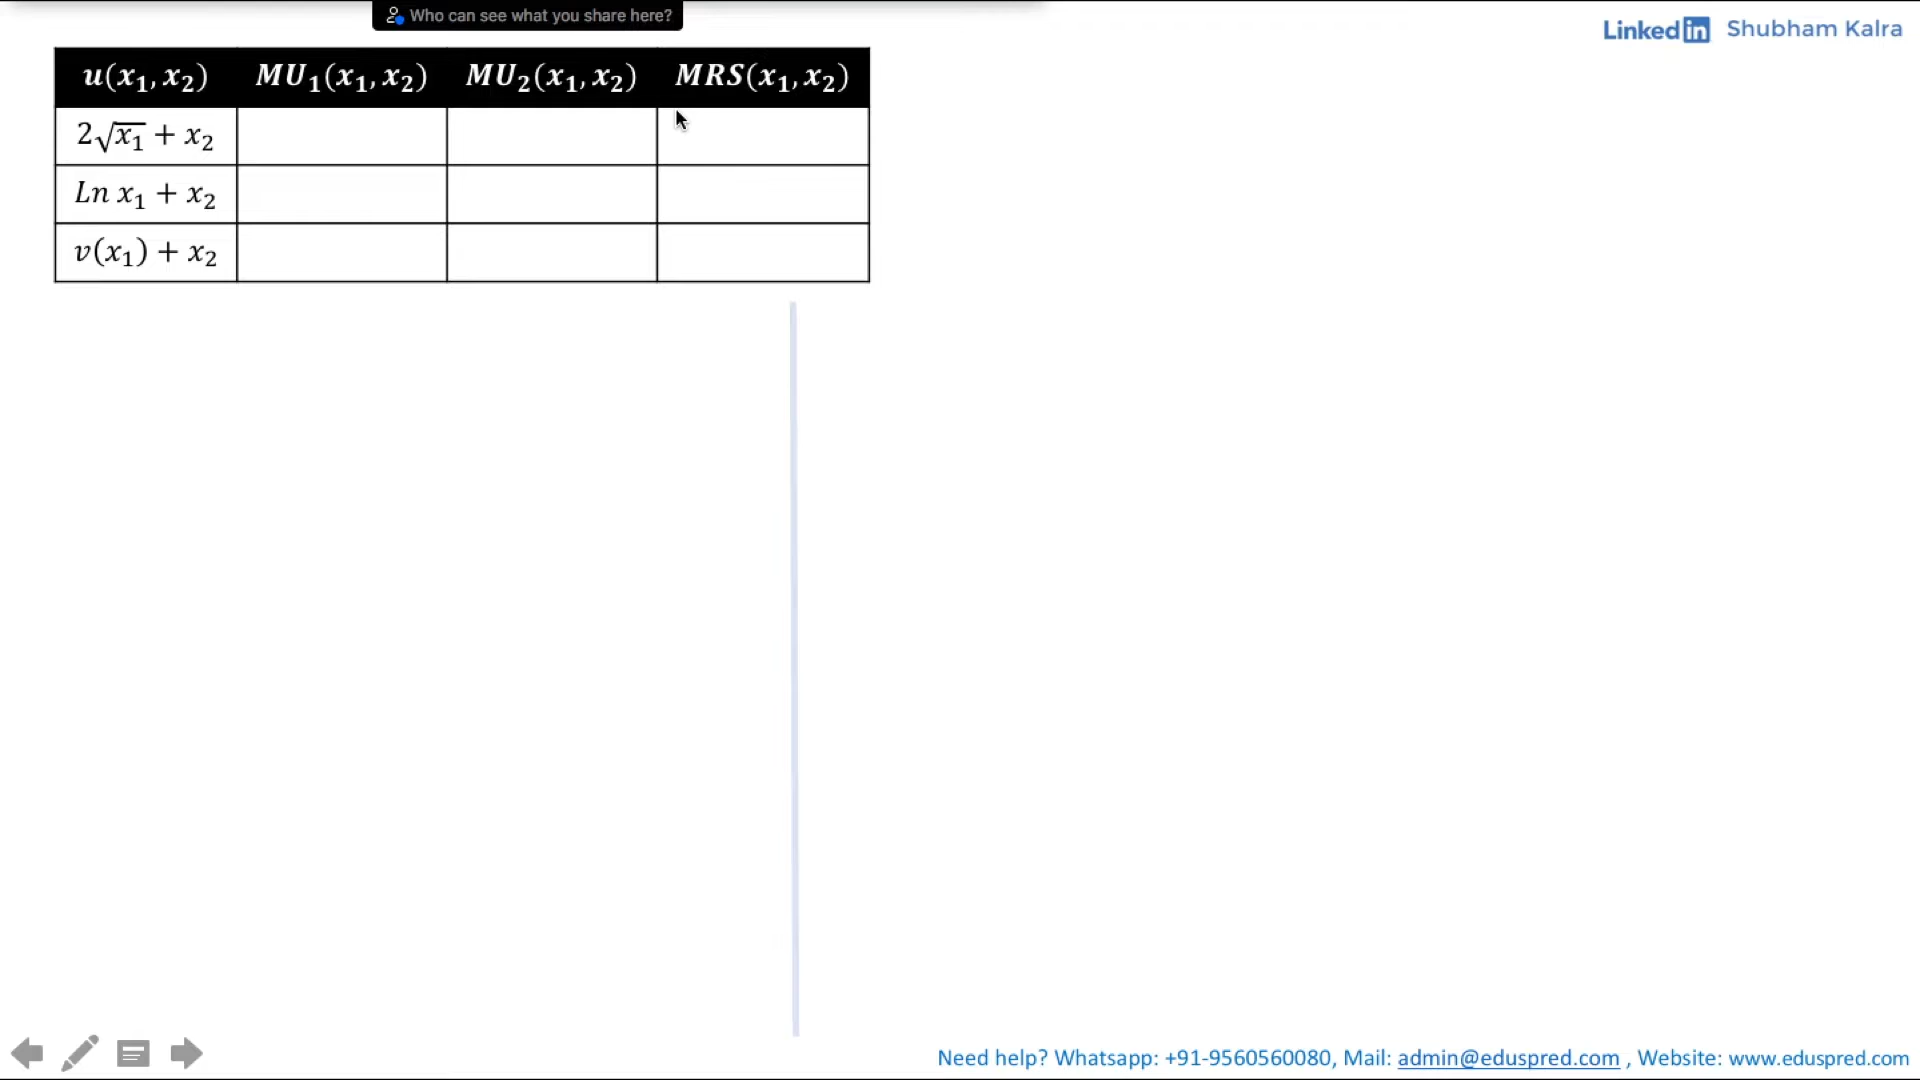 Who can see what you share here?
Linked in Shubham Kalra
u(x₁, x₂) MU₁(x₁, x₂) MU₂(x₁, x₂) MRS(x₁, x₂)
2√x₁ + x₂
Ln x₁ + x₂
v(x₁) + x₂
Need help? Whatsapp: +91-9560560080, Mail: admin@eduspred.com , Website: www.eduspred.com